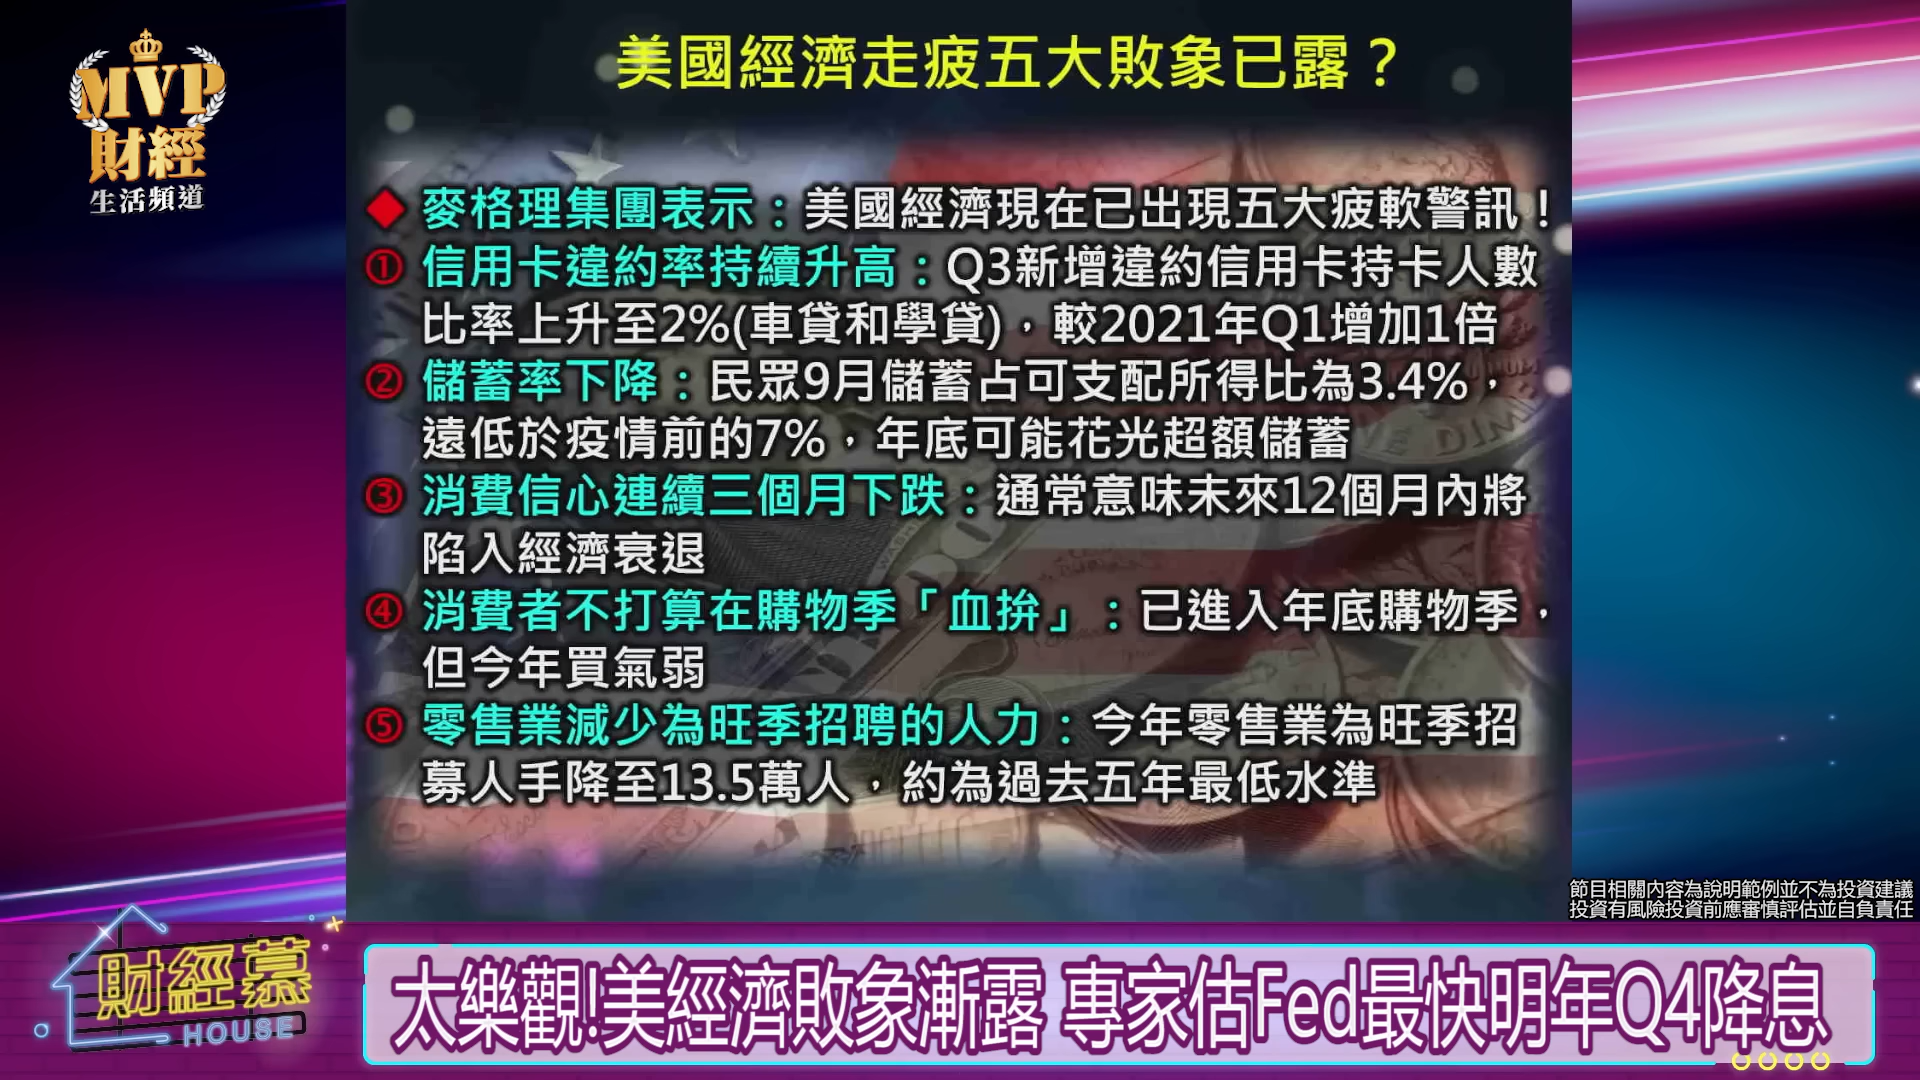 MVP
財經
生活頻道
美國經濟走疲五大敗象已露？
◆ 麥格理集團表示：美國經濟現在已出現五大疲軟警訊！
① 信用卡違約率持續升高：Q3新增違約信用卡持卡人數
比率上升至2%(車貸和學貸)，較2021年Q1增加1倍
② 儲蓄率下降：民眾9月儲蓄占可支配所得比為3.4%，
遠低於疫情前的7%，年底可能花光超額儲蓄
③ 消費信心連續三個月下跌：通常意味未來12個月內將
陷入經濟衰退
④ 消費者不打算在購物季「血拚」：已進入年底購物季，
但今年買氣弱
⑤ 零售業減少為旺季招聘的人力：今年零售業為旺季招
募人手降至13.5萬人，約為過去五年最低水準
節目相關內容為說明範例並不為投資建議
投資有風險投資前應審慎評估並自負責任
財經慕
HOUSE
太樂觀!美經濟敗象漸露 專家估Fed最快明年Q4降息